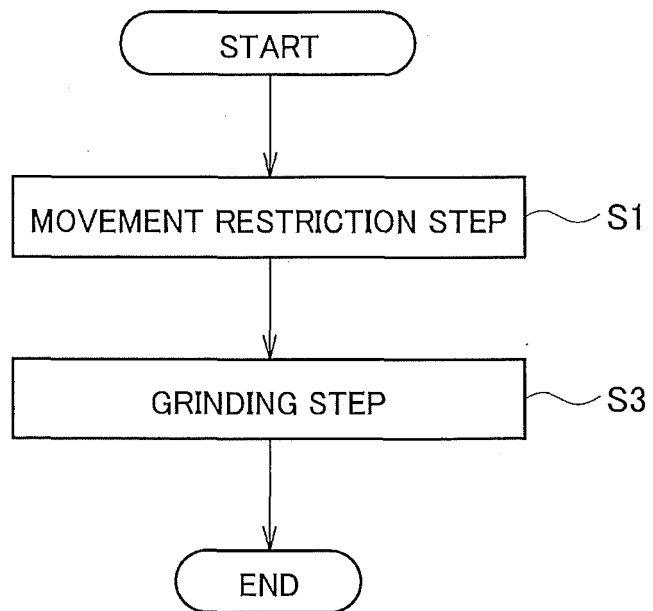 START
MOVEMENT RESTRICTION STEP
S1
GRINDING STEP
S3
END